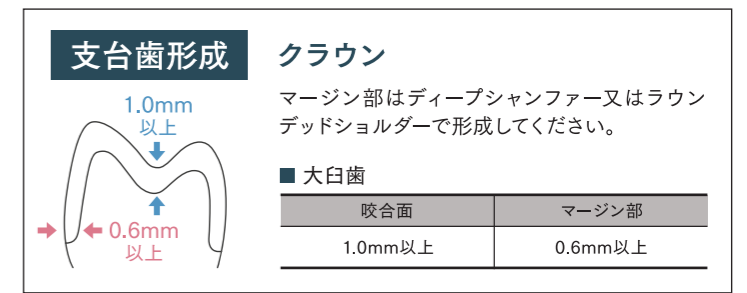 支台歯形成
クラウン
マージン部はディープシャンファー又はラウン
デッドショルダーで形成してください。
1.0mm
以上
0.6mm
以上
■ 大臼歯
咬合面 マージン部
1.0mm以上 0.6mm以上